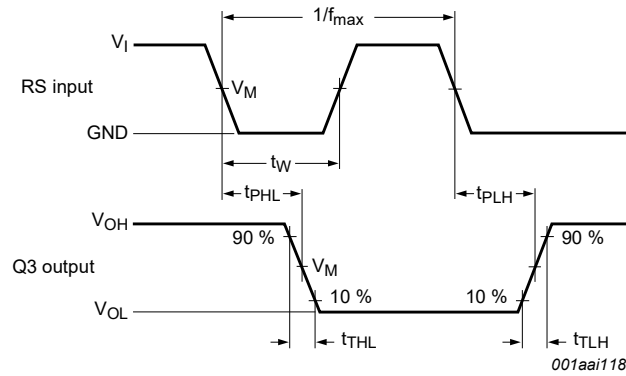 1/fmax
VI
RS input
VM
GND
tW
tPHL
tPLH
VOH
90 %
90 %
Q3 output
VM
10 %
10 %
VOL
tTHL
tTLH
001aai118